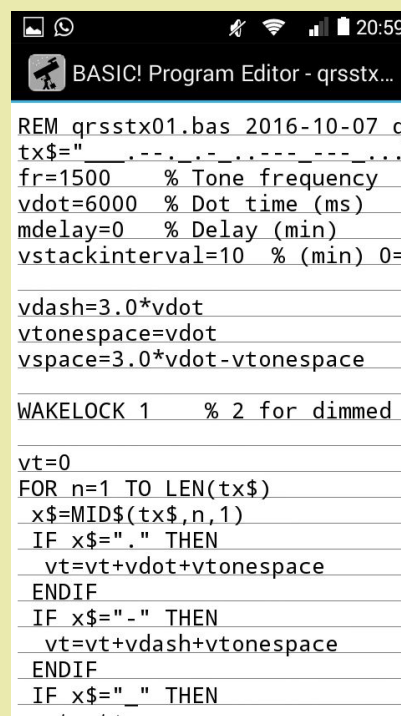 20:59
BASIC! Program Editor - qrsstx...
REM qrsstx01.bas 2016-10-07
tx$="___.--._.-_..---_---_...
fr=1500 % Tone frequency
vdot=6000 % Dot time (ms)
mdelay=0 % Delay (min)
vstackinterval=10 % (min) 0=
vdash=3.0*vdot
vtonespace=vdot
vspace=3.0*vdot-vtonespace
WAKELOCK 1 % 2 for dimmed
vt=0
FOR n=1 TO LEN(tx$)
x$=MID$(tx$,n,1)
IF x$="." THEN
vt=vt+vdot+vtonespace
ENDIF
IF x$="-" THEN
vt=vt+vdash+vtonespace
ENDIF
IF x$="_" THEN